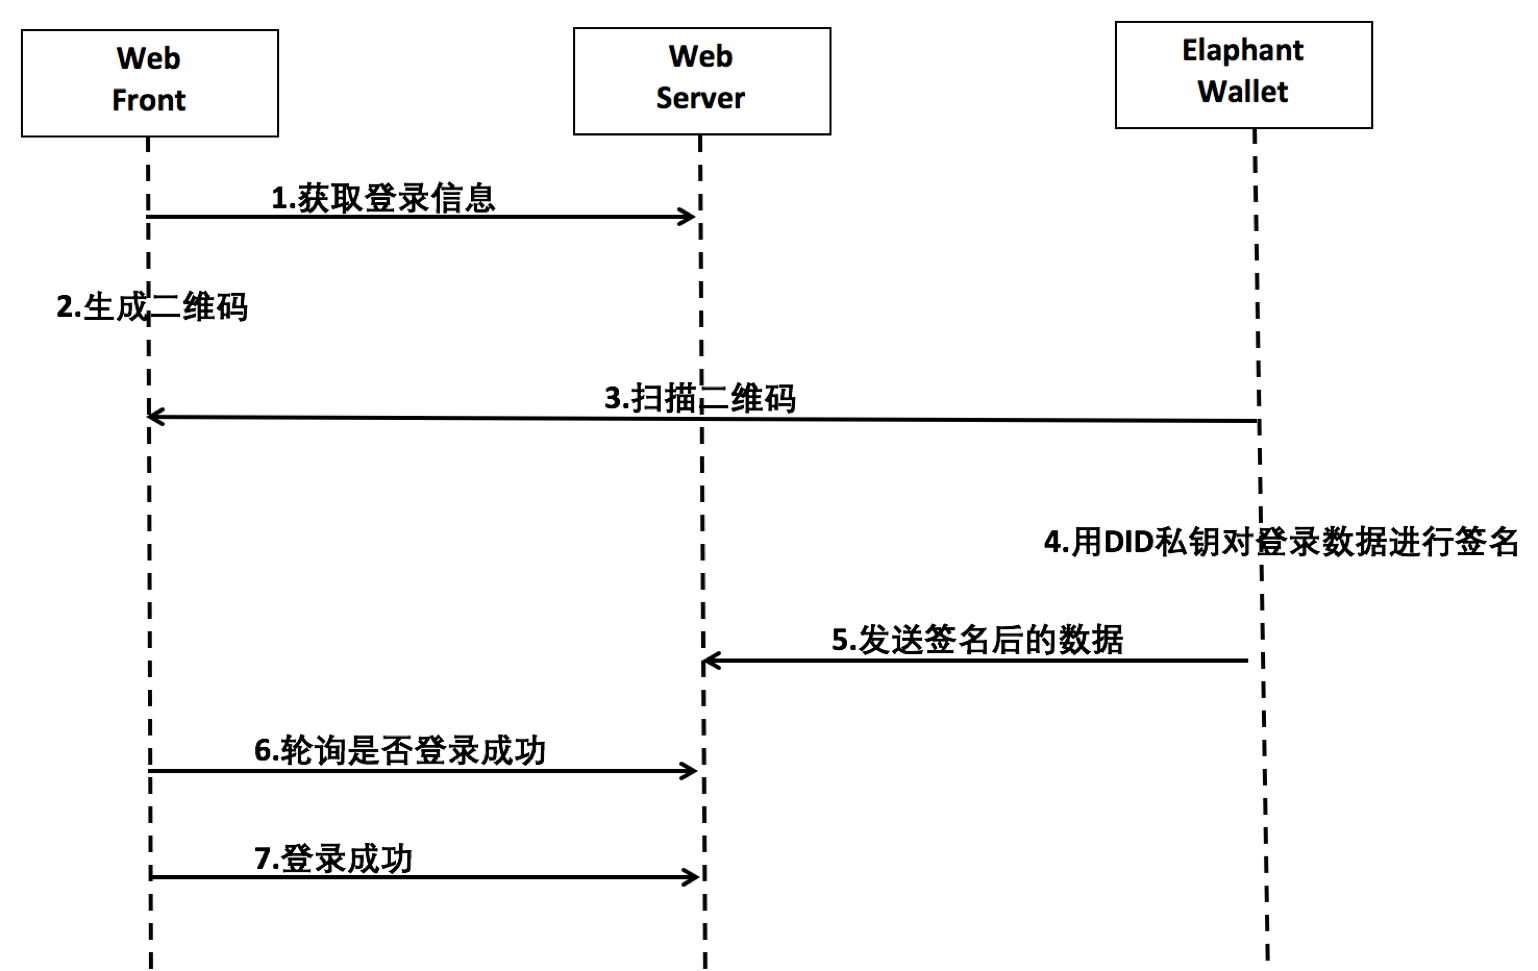 Web
Front
Web
Server
Elaphant
Wallet
1.获取登录信息
2.生成二维码
3.扫描二维码
4.用DID私钥对登录数据进行签名
5.发送签名后的数据
6.轮询是否登录成功
7.登录成功